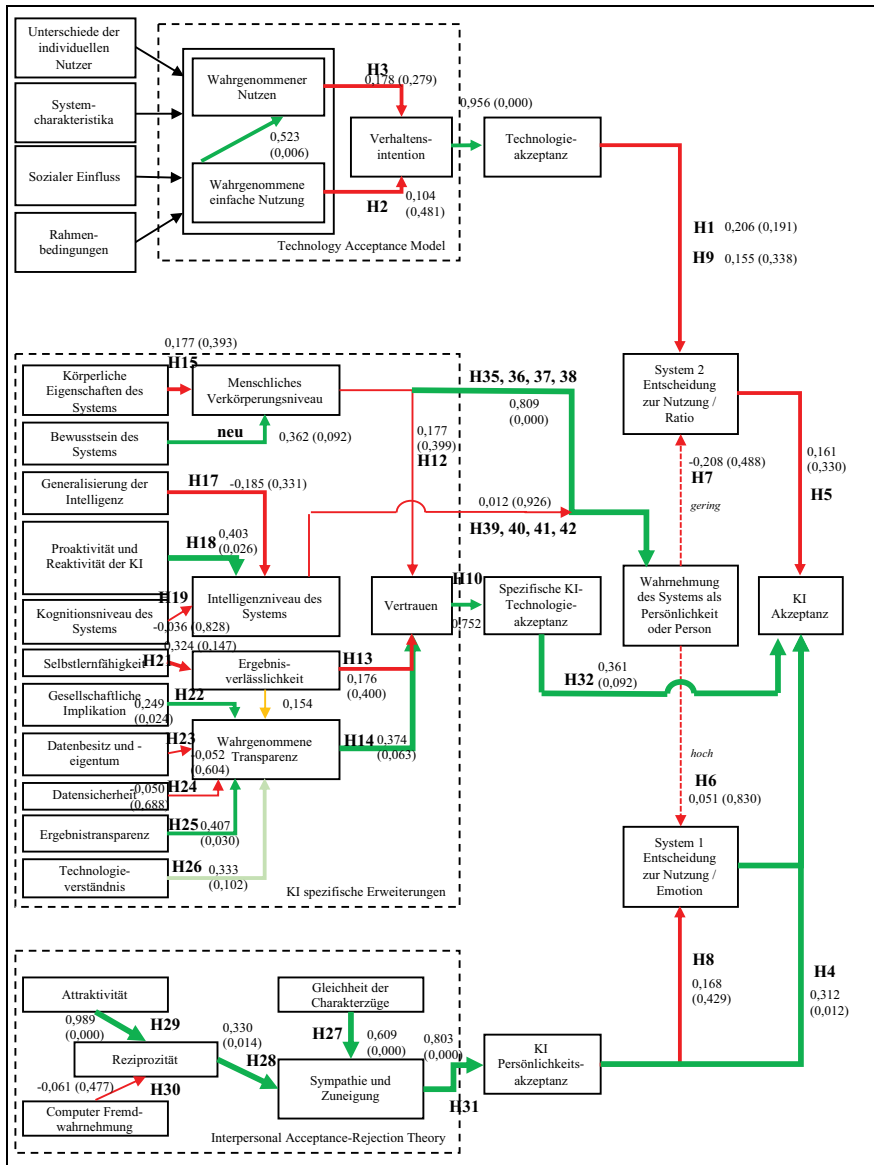 Unterschiede der
individuellen
Nutzer
System-
charakteristika
Sozialer Einfluss
Rahmen-
bedingungen
Wahrgenommener
Nutzen
0,523
(0,006)
Wahrgenommene
einfache Nutzung
H3
0,178 (0,279)
Verhaltens-
intention
H2
0,104
(0,481)
Technology Acceptance Model
0,956 (0,000)
Technologie-
akzeptanz
H1
0,206 (0,191)
H9
0,155 (0,338)
0,177 (0,393)
H15
Körperliche
Eigenschaften des
Systems
Menschliches
Verkörperungsniveau
Bewusstsein des
Systems
neu
0,362 (0,092)
Generalisierung der
Intelligenz
H17
-0,185 (0,331)
Proaktivität und
Reaktivität der KI
H18
0,403
(0,026)
Kognitionsniveau des
Systems
H19
-0,036 (0,828)
Intelligenzniveau des
Systems
0,324 (0,147)
Selbstlernfähigkeit
H21
Ergebnis-
verlässlichkeit
Gesellschaftliche
Implikation
H22
0,249
(0,024)
0,154
Datenbesitz und -
eigentum
H23
-0,052
(0,604)
Wahrgenommene
Transparenz
Datensicherheit
-0,050
(0,688)
H24
Ergebnistransparenz
H25
0,407
(0,030)
Technologie-
verständnis
H26
0,333
(0,102)
KI spezifische Erweiterungen
H35, 36, 37, 38
0,809
(0,000)
0,177
(0,399)
H12
0,012 (0,926)
H39, 40, 41, 42
Vertrauen
H13
0,176
(0,400)
H14
0,374
(0,063)
H10
0,752
Spezifische KI-
Technologie-
akzeptanz
H32
0,361
(0,092)
System 2
Entscheidung
zur Nutzung /
Ratio
-0,208 (0,488)
H7
gering
0,161
(0,330)
H5
Wahrnehmung
des Systems als
Persönlichkeit
oder Person
KI
Akzeptanz
hoch
H6
0,051 (0,830)
System 1
Entscheidung
zur Nutzung /
Emotion
H8
0,168
(0,429)
H4
0,312
(0,012)
Attraktivität
0,989
(0,000)
H29
Reziprozität
-0,061 (0,477)
H30
Computer Fremd-
wahrnehmung
0,330
(0,014)
H28
Gleichheit der
Charakterzüge
H27
0,609
(0,000)
Sympathie und
Zuneigung
0,803
(0,000)
H31
KI
Persönlichkeits-
akzeptanz
Interpersonal Acceptance-Rejection Theory